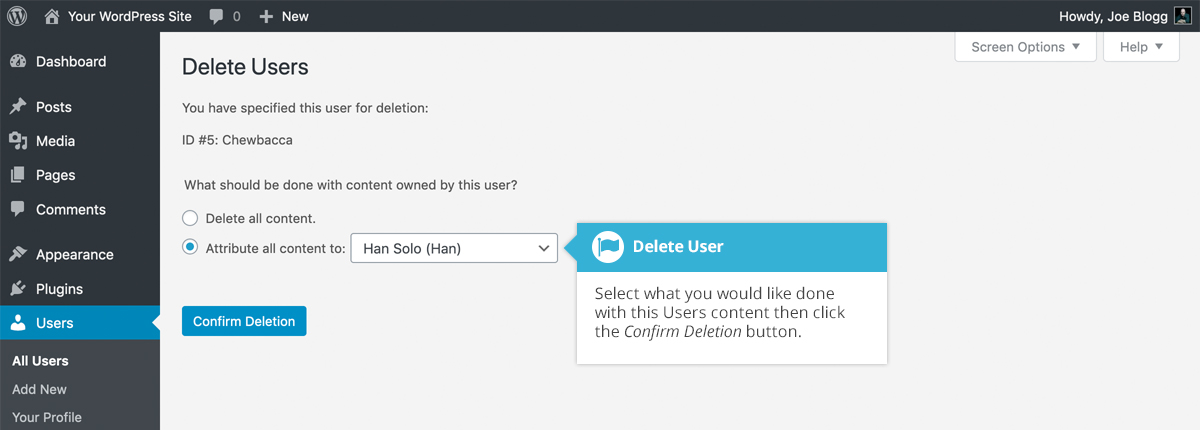 Your WordPress Site 0 New Howdy, Joe Blogg
Screen Options Help
Dashboard
Posts
Media
Pages
Comments
Appearance
Plugins
Users
All Users
Add New
Your Profile
Delete Users
You have specified this user for deletion:
ID #5: Chewbacca
What should be done with content owned by this user?
Delete all content.
Attribute all content to: Han Solo (Han)
Confirm Deletion
Delete User
Select what you would like done
with this Users content then click
the Confirm Deletion button.